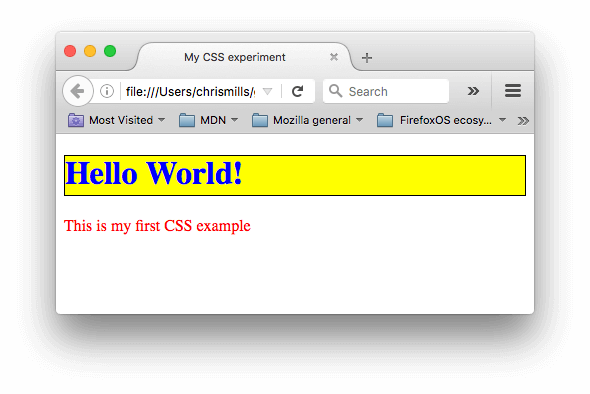 My CSS experiment
file:///Users/chrismills/
Search
Most Visited MDN Mozilla general FirefoxOS ecosy...
Hello World!
This is my first CSS example